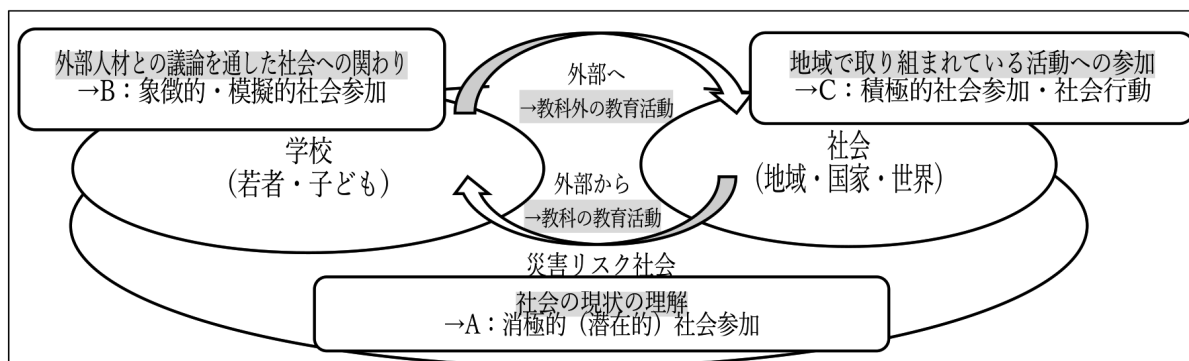 外部人材との議論を通した社会への関わり
→B：象徴的・模擬的社会参加
外部へ
→教科外の教育活動
地域で取り組まれている活動への参加
→C：積極的社会参加・社会行動
学校
（若者・子ども）
社会
（地域・国家・世界）
外部から
→教科の教育活動
災害リスク社会
社会の現状の理解
→A：消極的（潜在的）社会参加